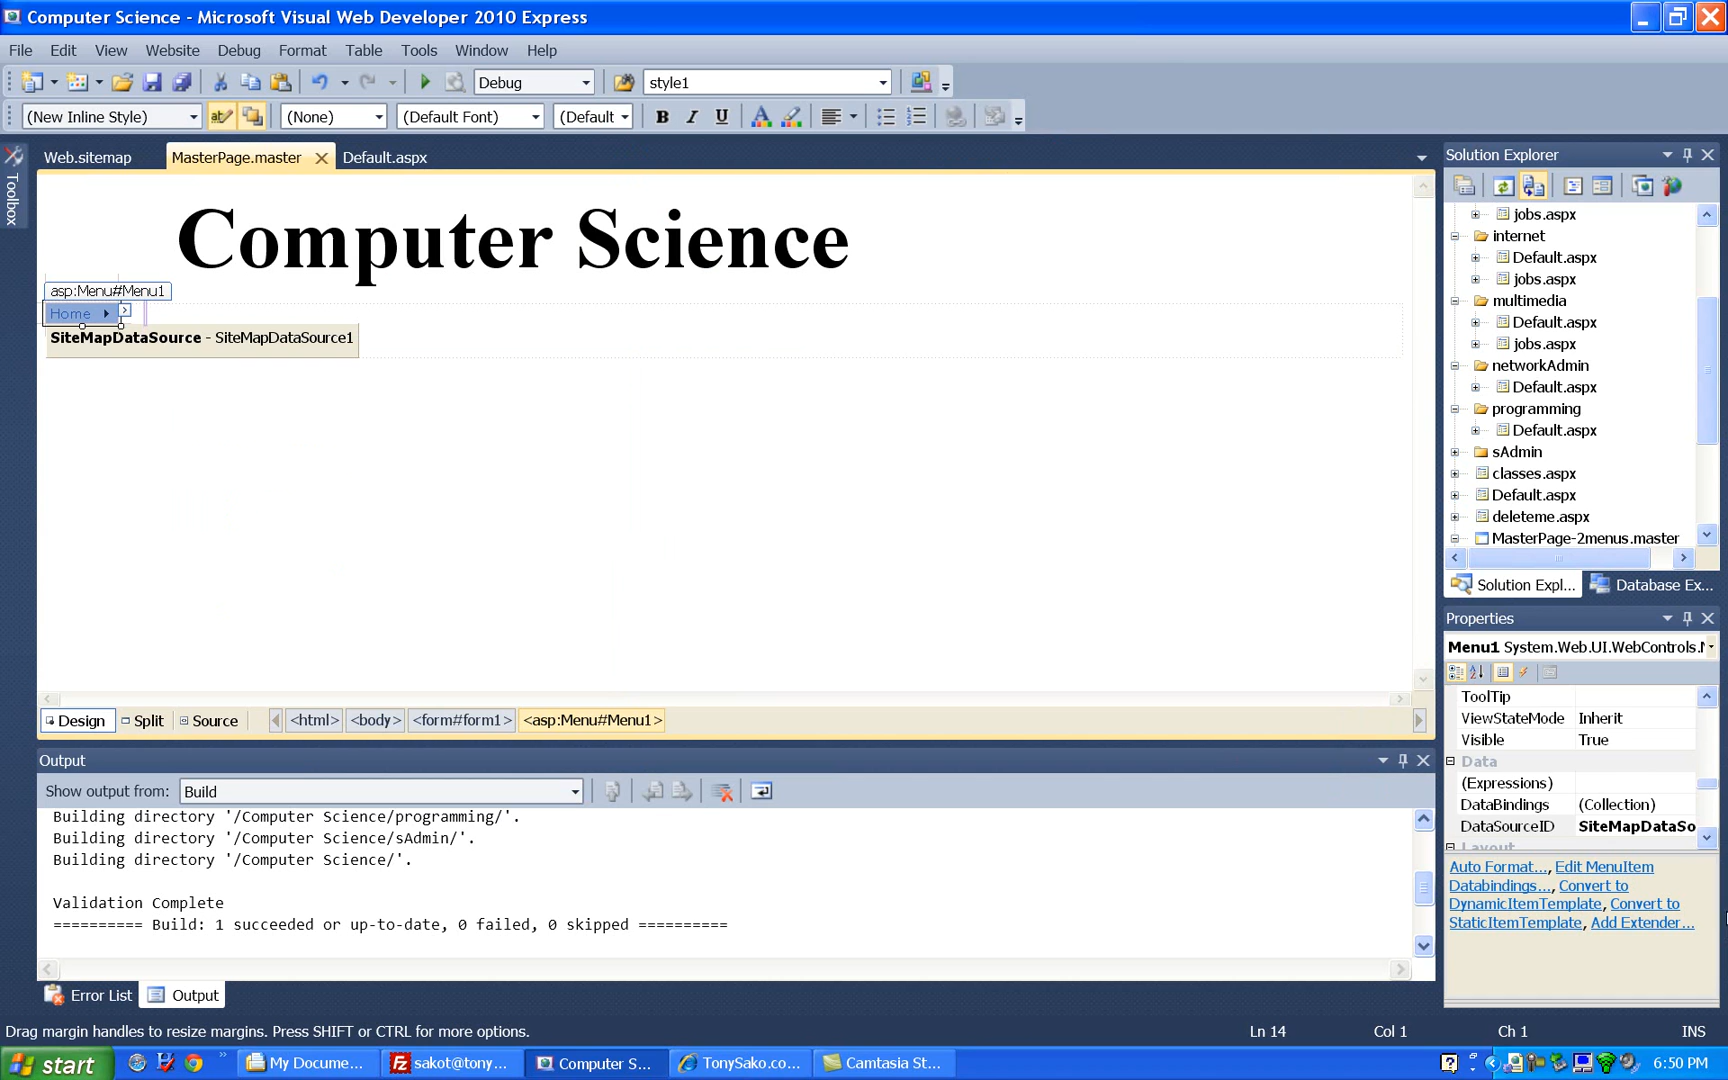 Computer Science - Microsoft Visual Web Developer 2010 Express
File Edit View Website Debug Format Table Tools Window Help
Debug style1
(New Inline Style) (None) (Default Font) (Default B I U
Web.sitemap MasterPage.master Default.aspx
Toolbox
Computer Science
asp:Menu#Menu1
Home
SiteMapDataSource - SiteMapDataSource1
Design Split Source <html> <body> <form#form1> <asp:Menu#Menu1>
Output
Show output from: Build
Building directory '/Computer Science/programming/'.
Building directory '/Computer Science/sAdmin/'.
Building directory '/Computer Science/'.
Validation Complete
========== Build: 1 succeeded or up-to-date, 0 failed, 0 skipped ==========
Error List Output
Solution Explorer
jobs.aspx
internet
Default.aspx
jobs.aspx
multimedia
Default.aspx
jobs.aspx
networkAdmin
Default.aspx
programming
Default.aspx
sAdmin
classes.aspx
Default.aspx
deleteme.aspx
MasterPage-2menus.master
Solution Expl... Database Ex...
Properties
Menu1 System.Web.UI.WebControls.M
ToolTip
ViewStateMode Inherit
Visible True
Data
(Expressions)
DataBindings (Collection)
DataSourceID SiteMapDataSo
Layout
Auto Format..., Edit MenuItem
Databindings..., Convert to
DynamicItemTemplate, Convert to
StaticItemTemplate, Add Extender...
Drag margin handles to resize margins. Press SHIFT or CTRL for more options. Ln 14 Col 1 Ch 1 INS
start My Docume... sakot@tony... Computer S... TonySako.co... Camtasia St... 6:50 PM